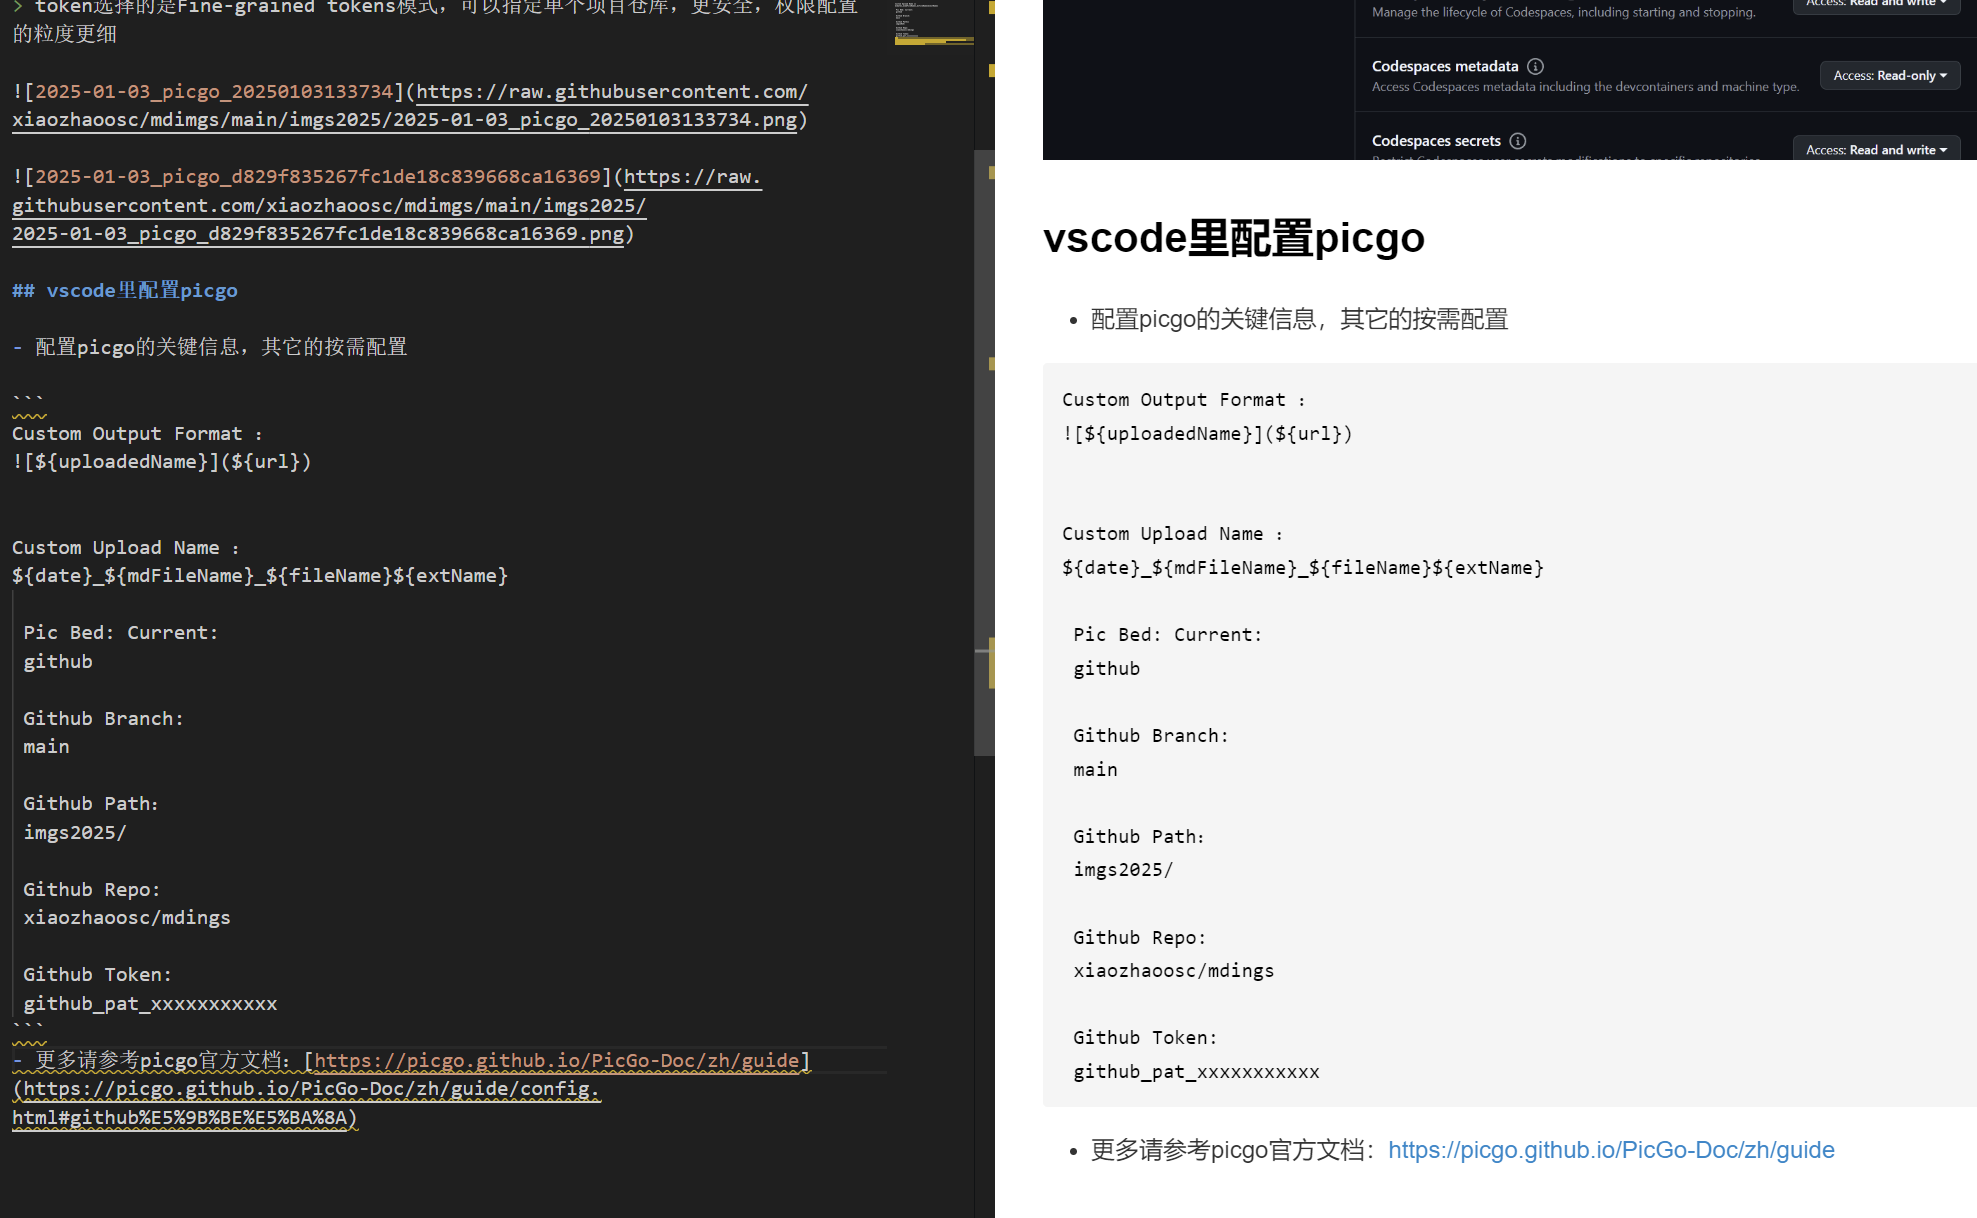 > token选择的是Fine-grained tokens模式，可以指定单个项目仓库，更安全，权限配置
的粒度更细
![2025-01-03_picgo_20250103133734](https://raw.githubusercontent.com/
xiaozhaoosc/mdimgs/main/imgs2025/2025-01-03_picgo_20250103133734.png)
![2025-01-03_picgo_d829f835267fc1de18c839668ca16369](https://raw.
githubusercontent.com/xiaozhaoosc/mdimgs/main/imgs2025/
2025-01-03_picgo_d829f835267fc1de18c839668ca16369.png)
## vscode里配置picgo
- 配置picgo的关键信息，其它的按需配置
```
Custom Output Format :
![${uploadedName}](${url})
Custom Upload Name :
${date}_${mdFileName}_${fileName}${extName}
Pic Bed: Current:
github
Github Branch:
main
Github Path:
imgs2025/
Github Repo:
xiaozhaoosc/mdings
Github Token:
github_pat_xxxxxxxxxxx
```
- 更多请参考picgo官方文档：[https://picgo.github.io/PicGo-Doc/zh/guide]
(https://picgo.github.io/PicGo-Doc/zh/guide/config.
html#github%E5%9B%BE%E5%BA%8A)
Access: Read and write
Manage the lifecycle of Codespaces, including starting and stopping.
Codespaces metadata
Access: Read-only
Access Codespaces metadata including the devcontainers and machine type.
Codespaces secrets
Access: Read and write
Restrict Codespaces user secrets modifications to specific repositories.
vscode里配置picgo
• 配置picgo的关键信息，其它的按需配置
Custom Output Format :
![${uploadedName}](${url})
Custom Upload Name :
${date}_${mdFileName}_${fileName}${extName}
Pic Bed: Current:
github
Github Branch:
main
Github Path:
imgs2025/
Github Repo:
xiaozhaoosc/mdings
Github Token:
github_pat_xxxxxxxxxxx
• 更多请参考picgo官方文档：https://picgo.github.io/PicGo-Doc/zh/guide